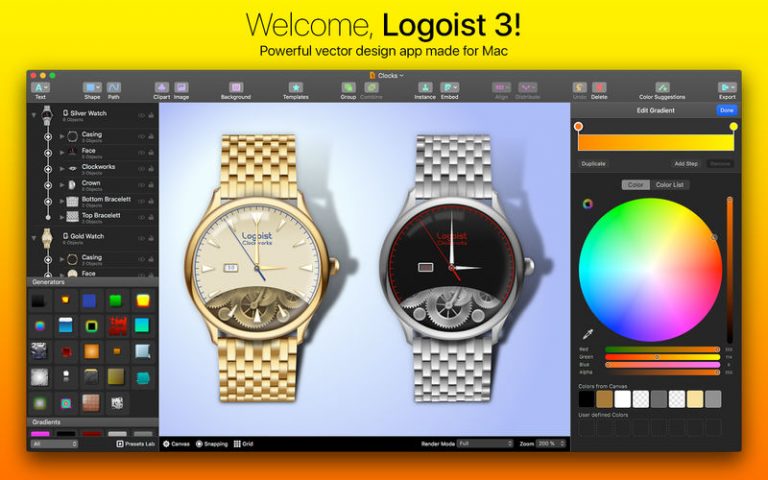 Welcome, Logoist 3!
Powerful vector design app made for Mac
Clocks
Text
Shape
Path
Clipart
Image
Background
Templates
Group
Combine
Instance
Embed
Align
Distribute
Undo
Delete
Color Suggestions
Export
Silver Watch
Casing
Face
Clockworks
Crown
Bottom Bracelett
Top Bracelett
Gold Watch
Casing
Face
Generators
Gradients
All
Presets Lab
Logoist
Clockworks
Logoist
Clockworks
Canvas
Snapping
Grid
Render Mode
Full
Zoom
200 %
Edit Gradient
Done
Duplicate
Add Step
Remove
Color
Color List
Red
Green
Blue
Alpha
Colors from Canvas
User defined Colors